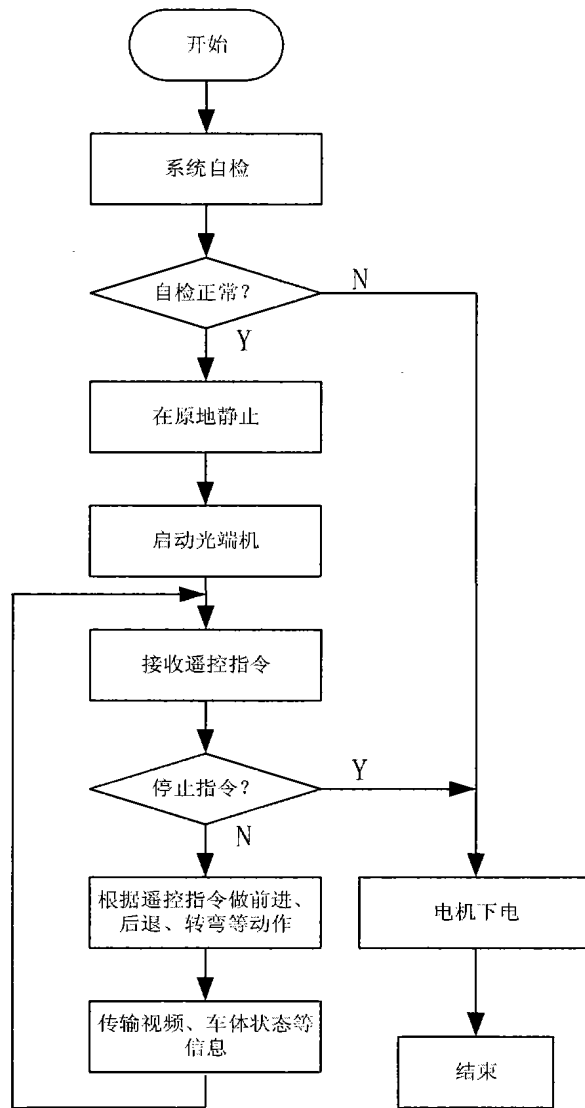 开始
系统自检
自检正常？
N
Y
在原地静止
启动光端机
接收遥控指令
停止指令？
Y
N
根据遥控指令做前进、
后退、转弯等动作
电机下电
传输视频、车体状态等
信息
结束